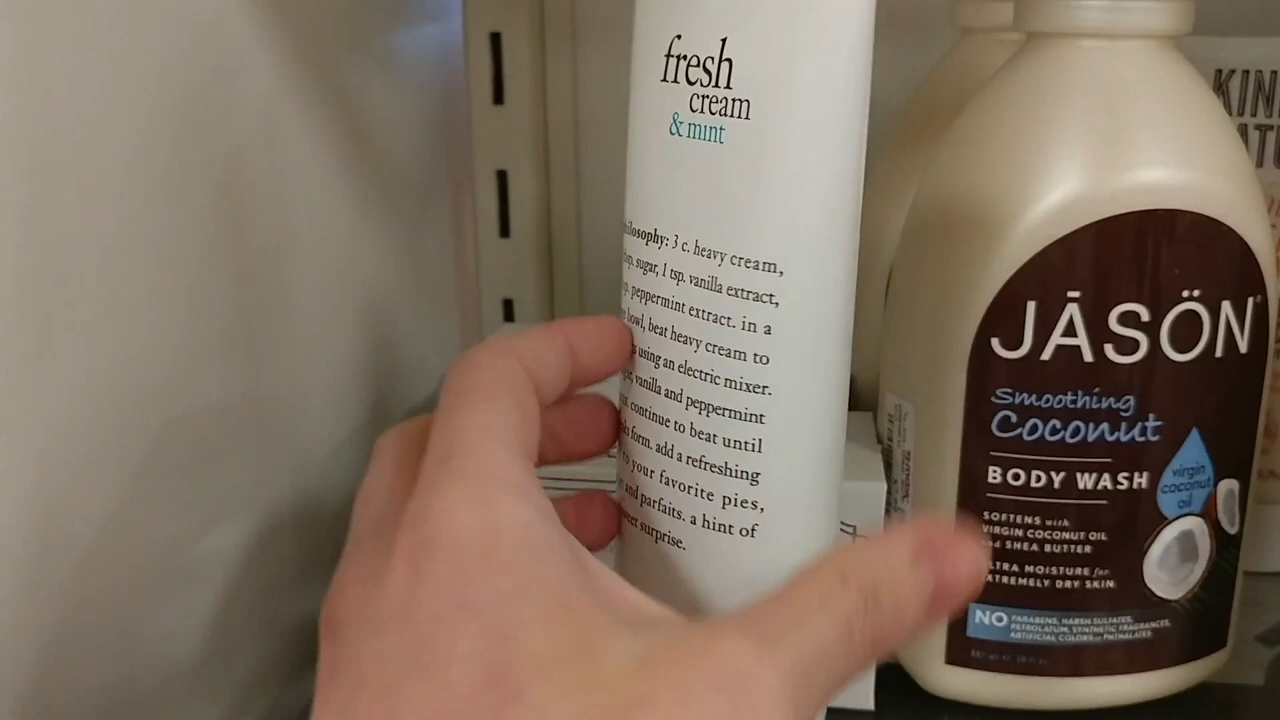 fresh
cream
& mint
philosophy: 3 c. heavy cream,
sugar, 1 tsp. vanilla extract,
peppermint extract. in a
bowl, beat heavy cream to
using an electric mixer.
vanilla and peppermint
continue to beat until
form. add a refreshing
to your favorite pies,
and parfaits. a hint of
sweet surprise.
JĀSÖN
Smoothing
Coconut
BODY WASH
virgin
coconut
oil
SOFTENS with
VIRGIN COCONUT OIL
and SHEA BUTTER
ULTRA MOISTURE for
EXTREMELY DRY SKIN
NO PARABENS, HARSH SULFATES,
PETROLATUM, SYNTHETIC FRAGRANCES,
ARTIFICIAL COLORS or PHTHALATES
KIN